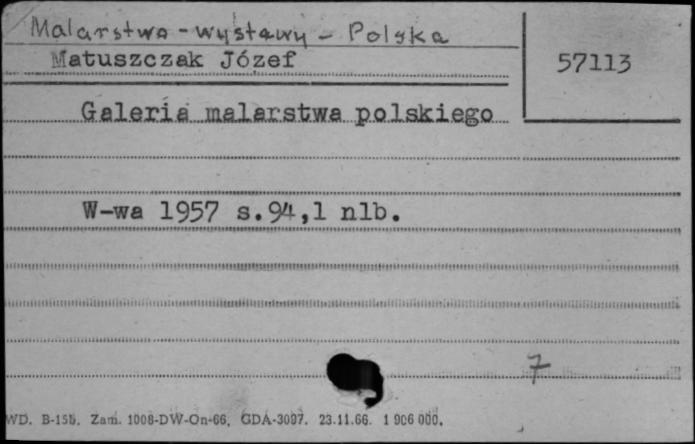 Malarstwo - wystawy - Polska
Matuszczak Józef
57113
Galeria malarstwa polskiego
W-wa 1957 s.94,1 nlb.
7
WD. B-15b. Zam. 1008-DW-On-66. GDA-3097. 23.11.66. 1 906 000.